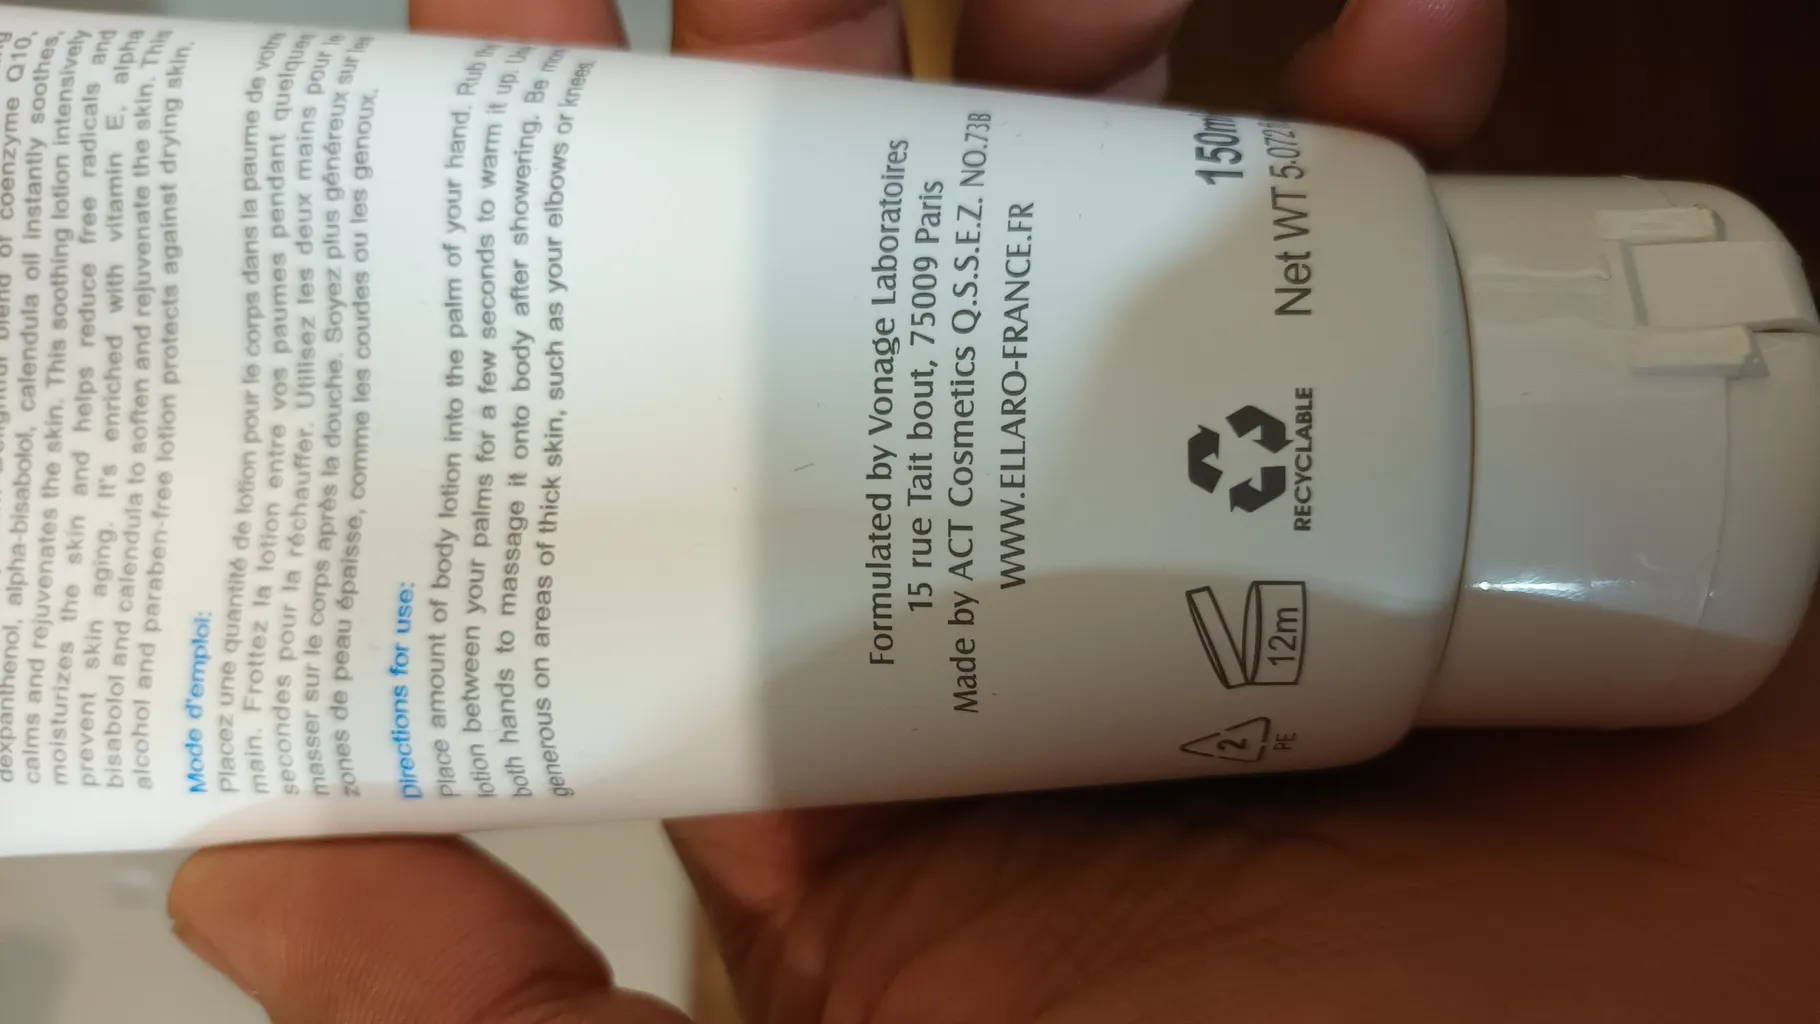 dexpanthenol, alpha-bisabolol, calendula oil instantly soothes,
calms and rejuvenates the skin. This soothing lotion intensively
moisturizes the skin and helps reduce free radicals and
prevent skin aging. It's enriched with vitamin E, alpha
bisabolol and calendula to soften and rejuvenate the skin. This
alcohol and paraben-free lotion protects against drying skin.
Mode d'emploi:
Placez une quantité de lotion pour le corps dans la paume de votre
main. Frottez la lotion entre vos paumes pendant quelques
secondes pour la réchauffer. Utilisez les deux mains pour la
masser sur le corps après la douche. Soyez plus généreux sur les
zones de peau épaisse, comme les coudes ou les genoux.
Directions for use:
Place amount of body lotion into the palm of your hand. Rub
lotion between your palms for a few seconds to warm it up.
both hands to massage it onto body after showering. Be
generous on areas of thick skin, such as your elbows or knees
Formulated by Vonage Laboratoires
15 rue Tait bout, 75009 Paris
Made by ACT Cosmetics Q.S.S.E.Z. NO.73B
WWW.ELLARO-FRANCE.FR
150ml
Net WT 5.072
RECYCLABLE
12m
2
PE